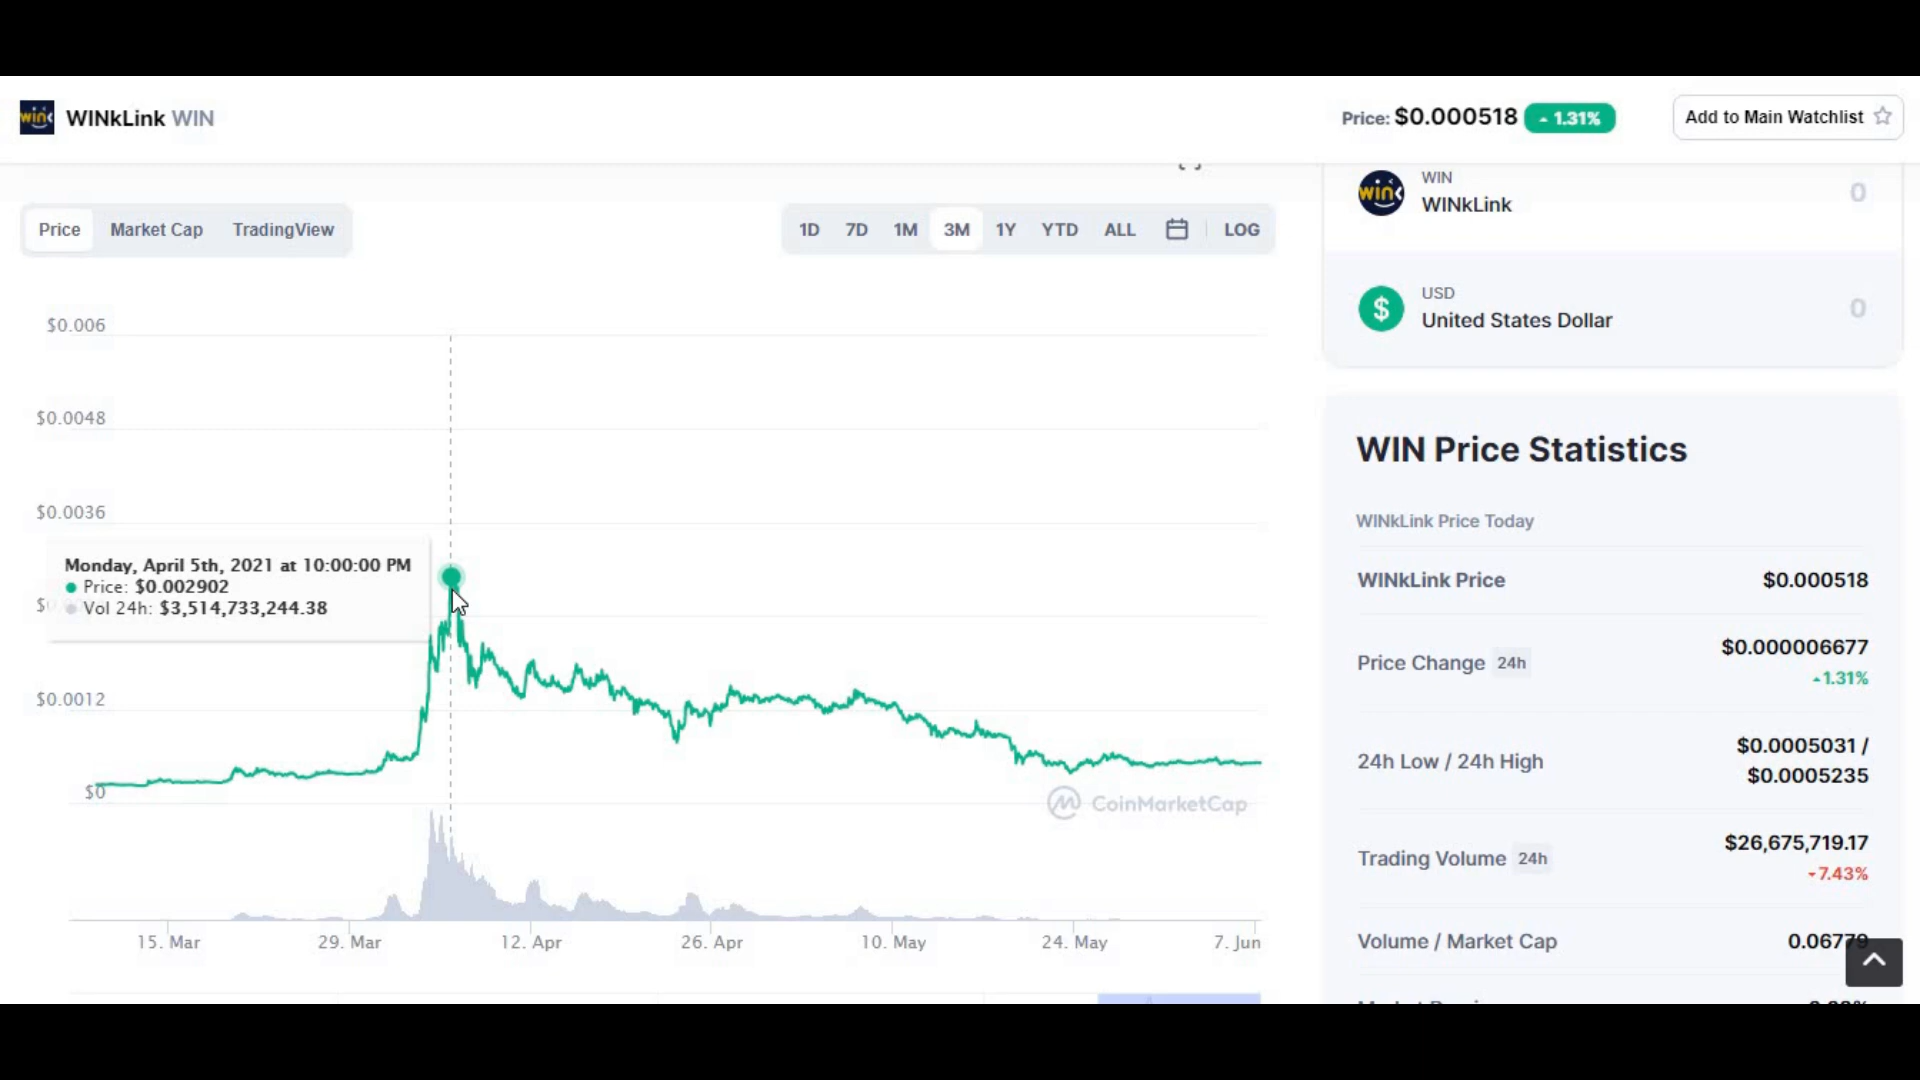 WINkLink WIN
Price: $0.000518 1.31%
Add to Main Watchlist
Price Market Cap TradingView
1D 7D 1M 3M 1Y YTD ALL LOG
WIN
WINkLink
0
USD
United States Dollar
0
$0.006
$0.0048
$0.0036
$0.0012
$0
Monday, April 5th, 2021 at 10:00:00 PM
Price: $0.002902
Vol 24h: $3,514,733,244.38
CoinMarketCap
15. Mar 29. Mar 12. Apr 26. Apr 10. May 24. May 7. Jun
WIN Price Statistics
WINkLink Price Today
WINkLink Price $0.000518
Price Change 24h $0.000006677
1.31%
24h Low / 24h High $0.0005031 /
$0.0005235
Trading Volume 24h $26,675,719.17
7.43%
Volume / Market Cap 0.06779